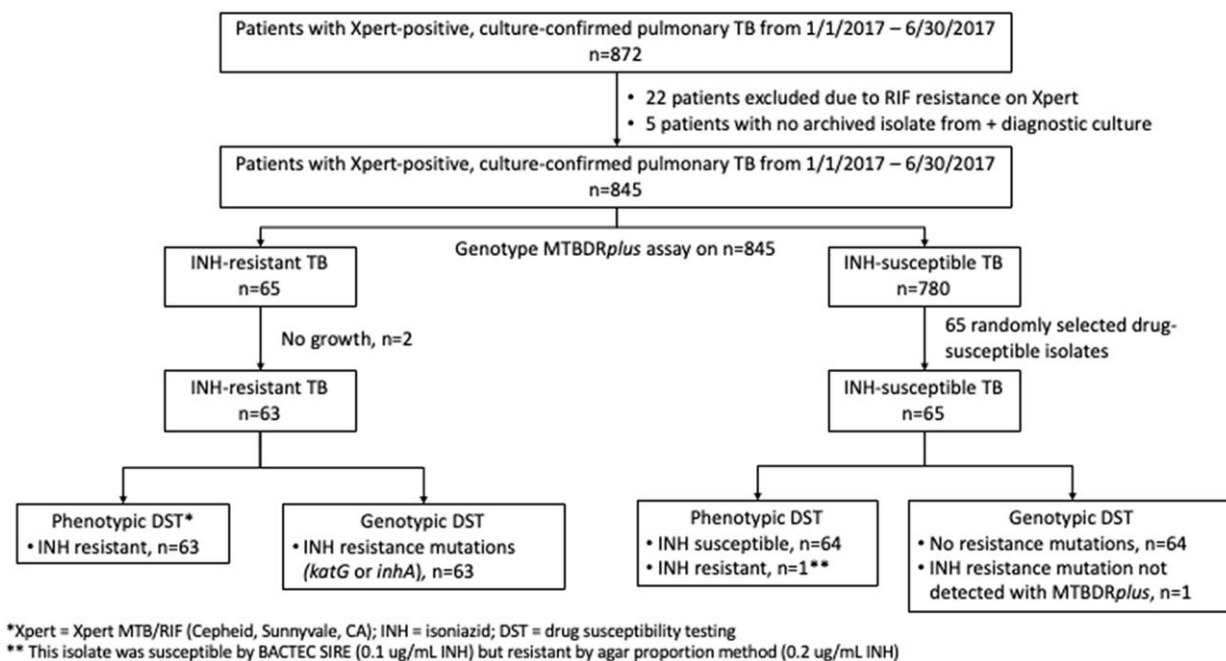 Patients with Xpert-positive, culture-confirmed pulmonary TB from 1/1/2017 – 6/30/2017
n=872
• 22 patients excluded due to RIF resistance on Xpert
• 5 patients with no archived isolate from + diagnostic culture
Patients with Xpert-positive, culture-confirmed pulmonary TB from 1/1/2017 – 6/30/2017
n=845
Genotype MTBDRplus assay on n=845
INH-resistant TB
n=65
INH-susceptible TB
n=780
No growth, n=2
65 randomly selected drug-
susceptible isolates
INH-resistant TB
n=63
INH-susceptible TB
n=65
Phenotypic DST*
• INH resistant, n=63
Genotypic DST
• INH resistance mutations
(katG or inhA), n=63
Phenotypic DST
• INH susceptible, n=64
• INH resistant, n=1**
Genotypic DST
• No resistance mutations, n=64
• INH resistance mutation not
detected with MTBDRplus, n=1
*Xpert = Xpert MTB/RIF (Cepheid, Sunnyvale, CA); INH = isoniazid; DST = drug susceptibility testing
** This isolate was susceptible by BACTEC SIRE (0.1 ug/mL INH) but resistant by agar proportion method (0.2 ug/mL INH)